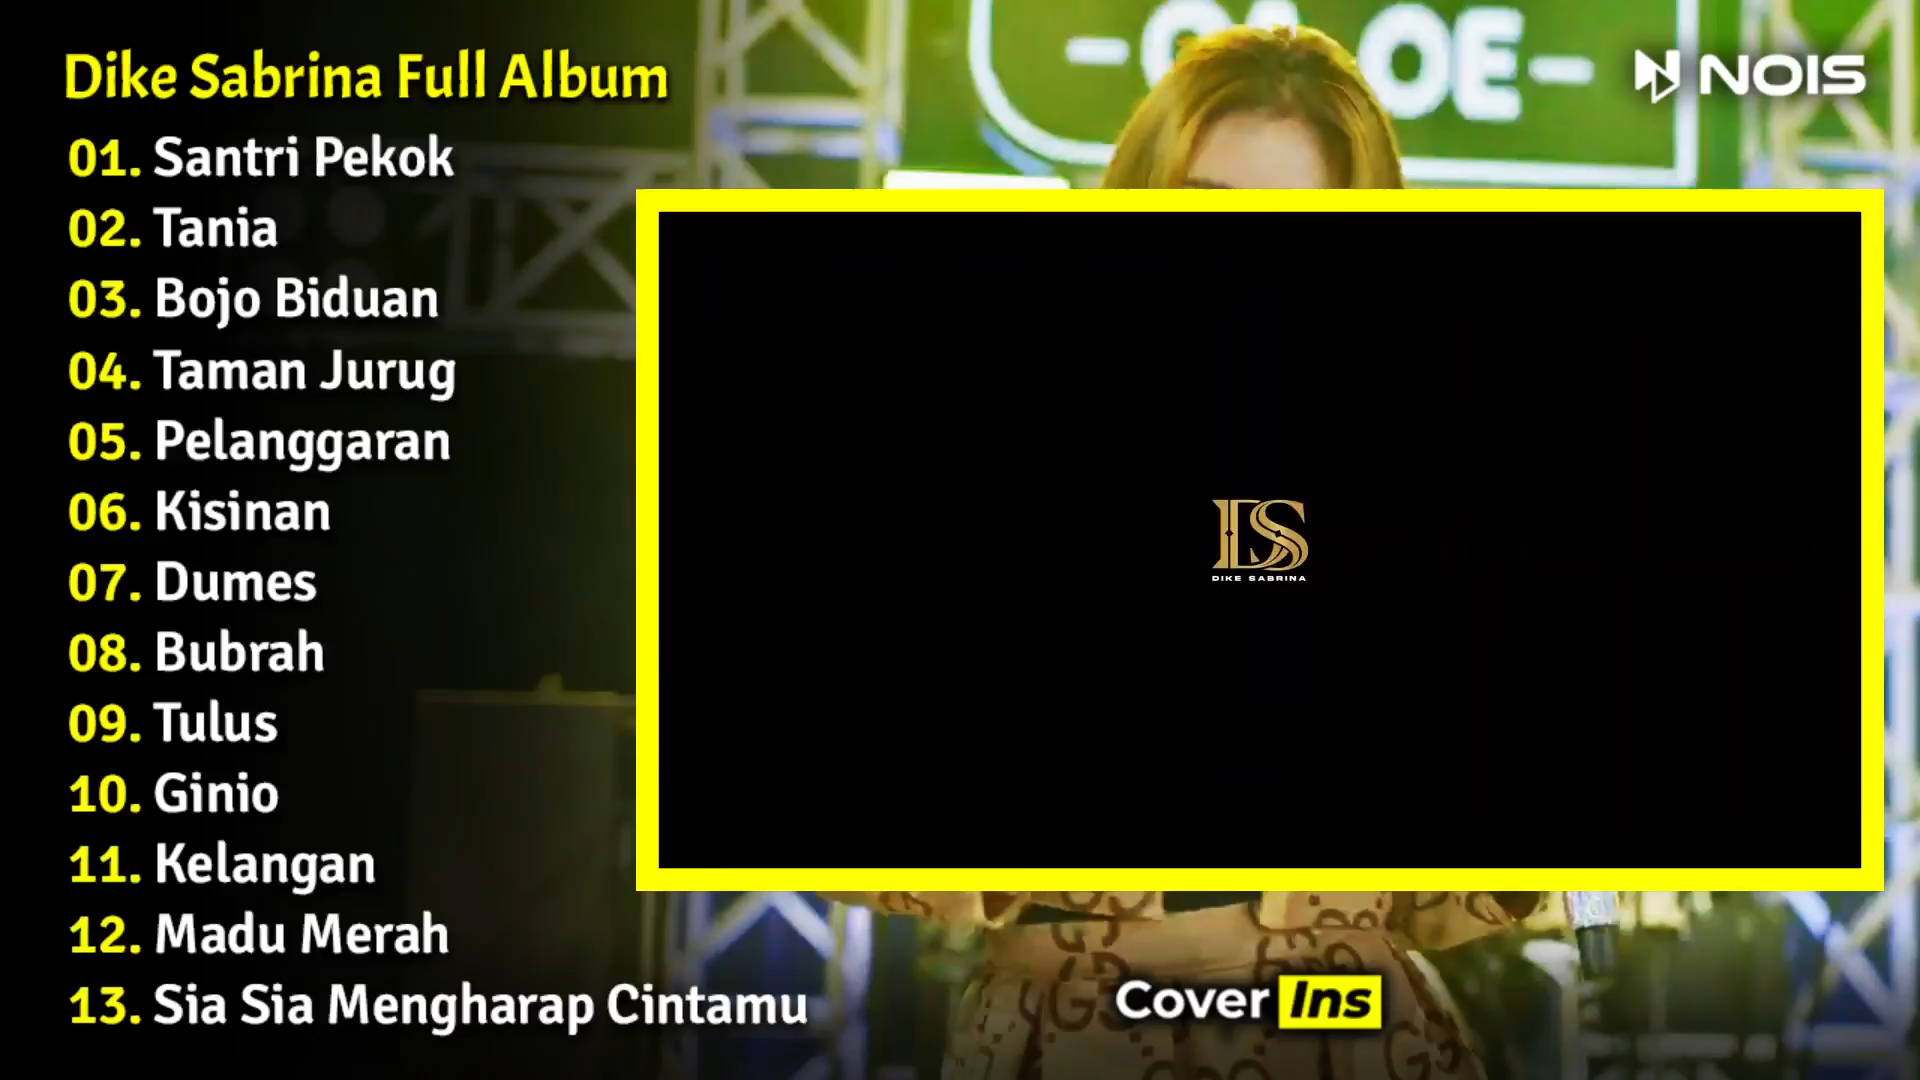 Dike Sabrina Full Album
01. Santri Pekok
02. Tania
03. Bojo Biduan
04. Taman Jurug
05. Pelanggaran
06. Kisinan
07. Dumes
08. Bubrah
09. Tulus
10. Ginio
11. Kelangan
12. Madu Merah
13. Sia Sia Mengharap Cintamu
NOIS
DS
DIKE SABRINA
Cover Ins